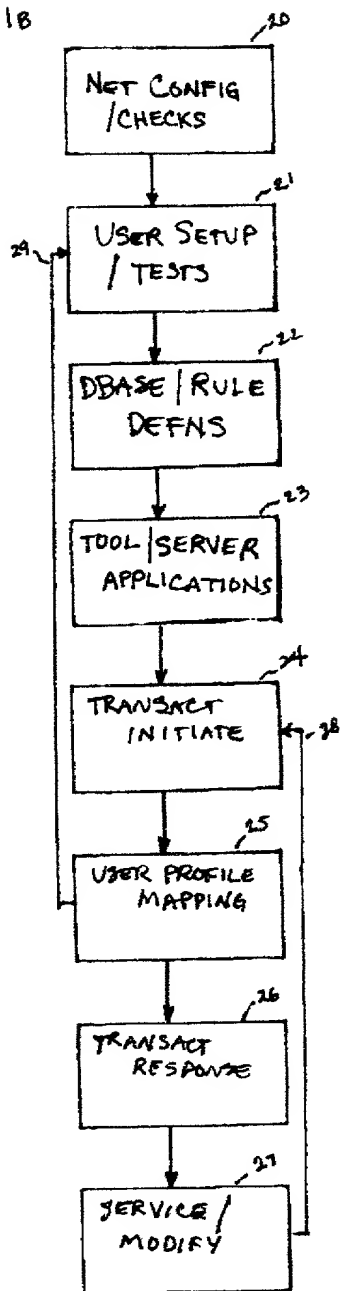 1B
20
NET CONFIG
/CHECKS
21
29
USER SETUP
/ TESTS
22
DBASE / RULE
DEFNS
23
TOOL / SERVER
APPLICATIONS
24
TRANSACT
INITIATE
28
25
USER PROFILE
MAPPING
26
TRANSACT
RESPONSE
27
SERVICE /
MODIFY